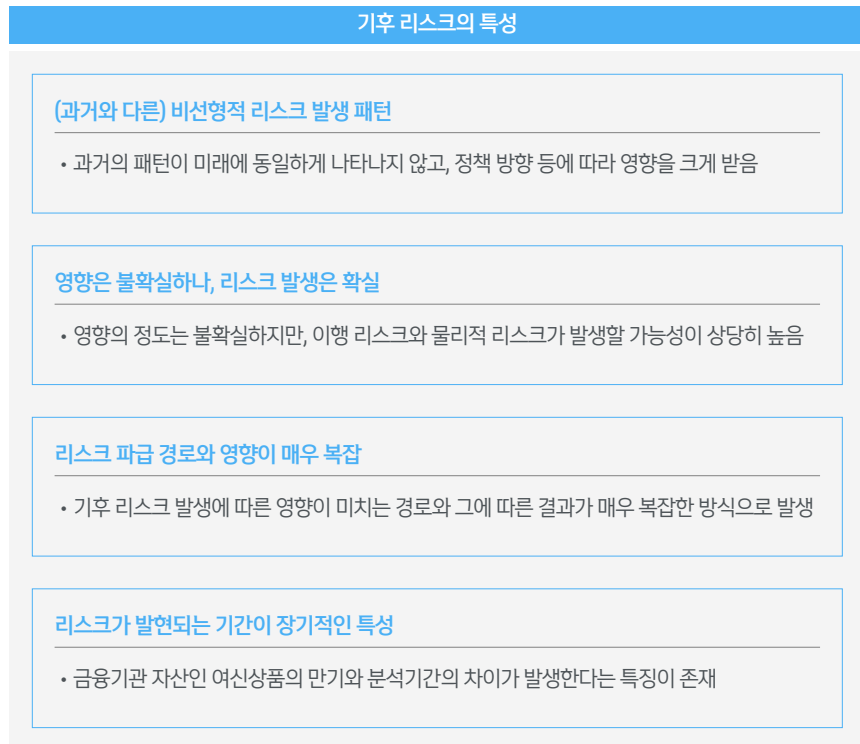 기후 리스크의 특성
(과거와 다른) 비선형적 리스크 발생 패턴
• 과거의 패턴이 미래에 동일하게 나타나지 않고, 정책 방향 등에 따라 영향을 크게 받음
영향은 불확실하나, 리스크 발생은 확실
• 영향의 정도는 불확실하지만, 이행 리스크와 물리적 리스크가 발생할 가능성이 상당히 높음
리스크 파급 경로와 영향이 매우 복잡
• 기후 리스크 발생에 따른 영향이 미치는 경로와 그에 따른 결과가 매우 복잡한 방식으로 발생
리스크가 발현되는 기간이 장기적인 특성
• 금융기관 자산인 여신상품의 만기와 분석기간의 차이가 발생한다는 특징이 존재